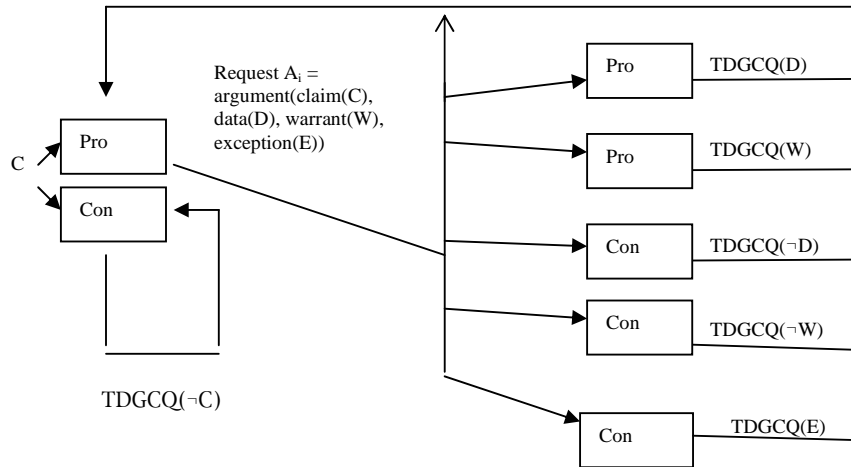 Request Aᵢ =
argument(claim(C),
data(D), warrant(W),
exception(E))
C
Pro
Con
TDGCQ(¬C)
Pro
TDGCQ(D)
Pro
TDGCQ(W)
Con
TDGCQ(¬D)
Con
TDGCQ(¬W)
Con
TDGCQ(E)